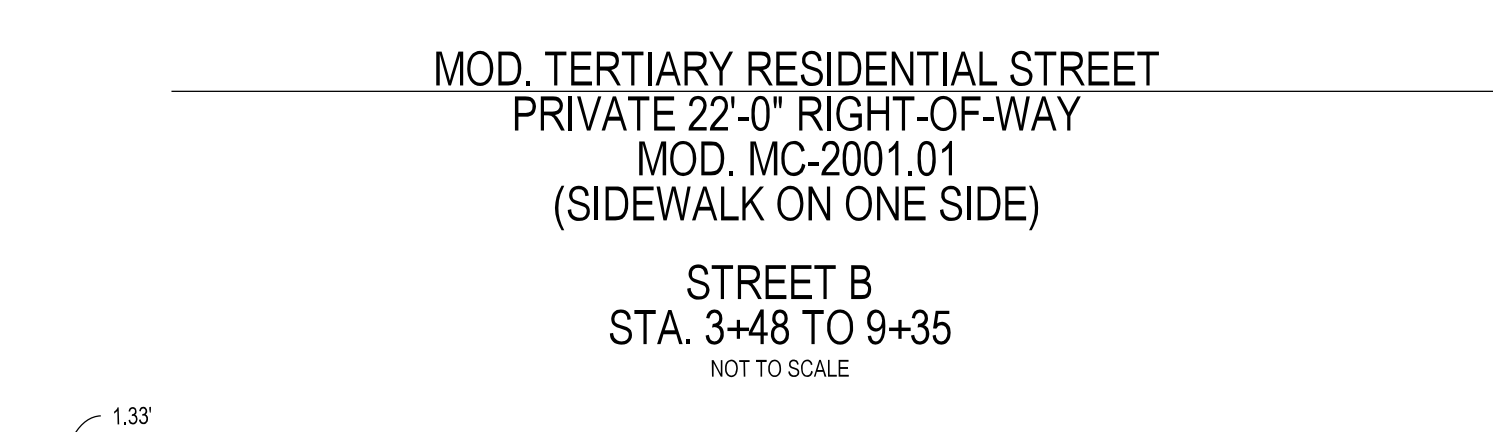 MOD. TERTIARY RESIDENTIAL STREET
PRIVATE 22'-0" RIGHT-OF-WAY
MOD. MC-2001.01
(SIDEWALK ON ONE SIDE)
STREET B
STA. 3+48 TO 9+35
NOT TO SCALE
1.33'